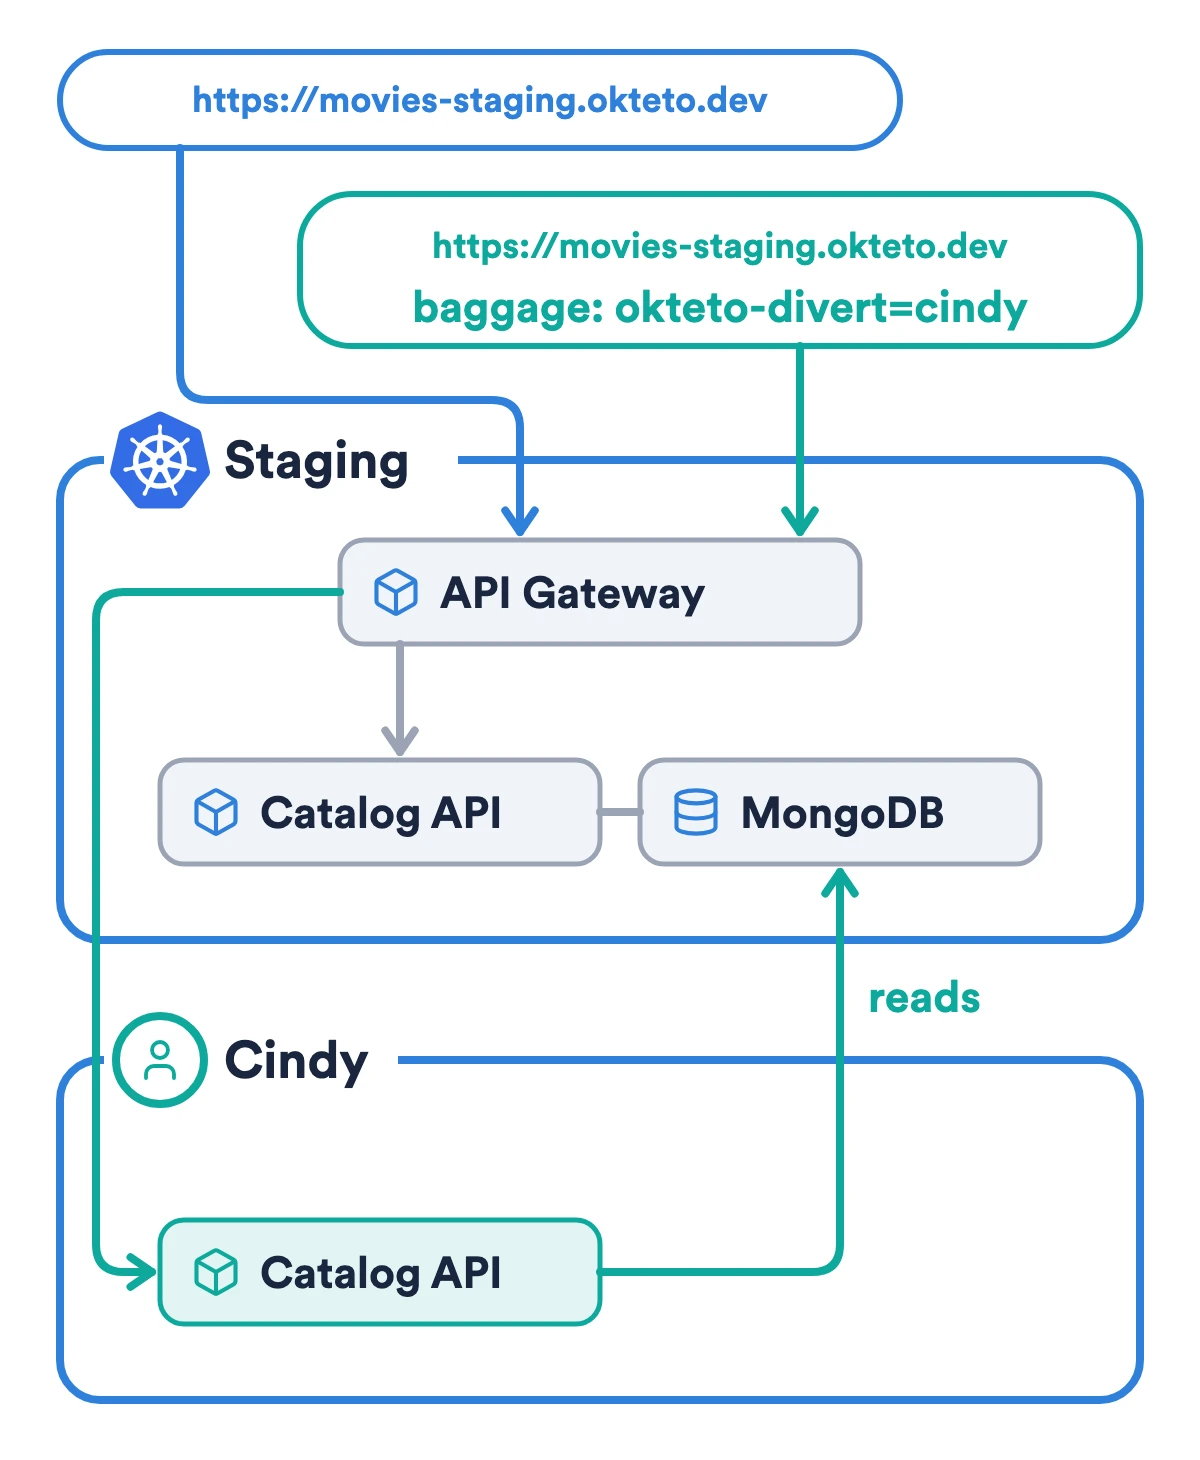 https://movies-staging.okteto.dev
https://movies-staging.okteto.dev
baggage: okteto-divert=cindy
Staging
API Gateway
Catalog API
MongoDB
reads
Cindy
Catalog API